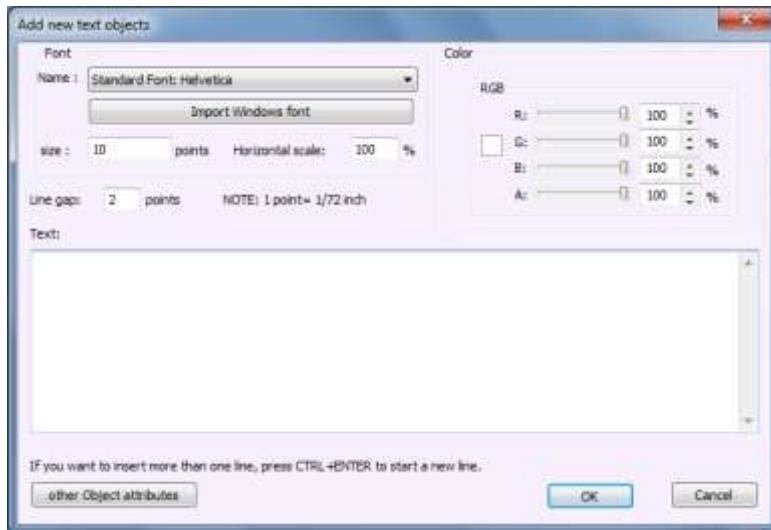 Add new text objects
Font
Name : Standard Font: Helvetica
Import Windows font
size : 10 points Horizontal scale: 100 %
Line gap: 2 points NOTE: 1 point= 1/72 inch
Color
RGB
R: 100 %
G: 100 %
B: 100 %
A: 100 %
Text:
If you want to insert more than one line, press CTRL+ENTER to start a new line.
other Object attributes OK Cancel